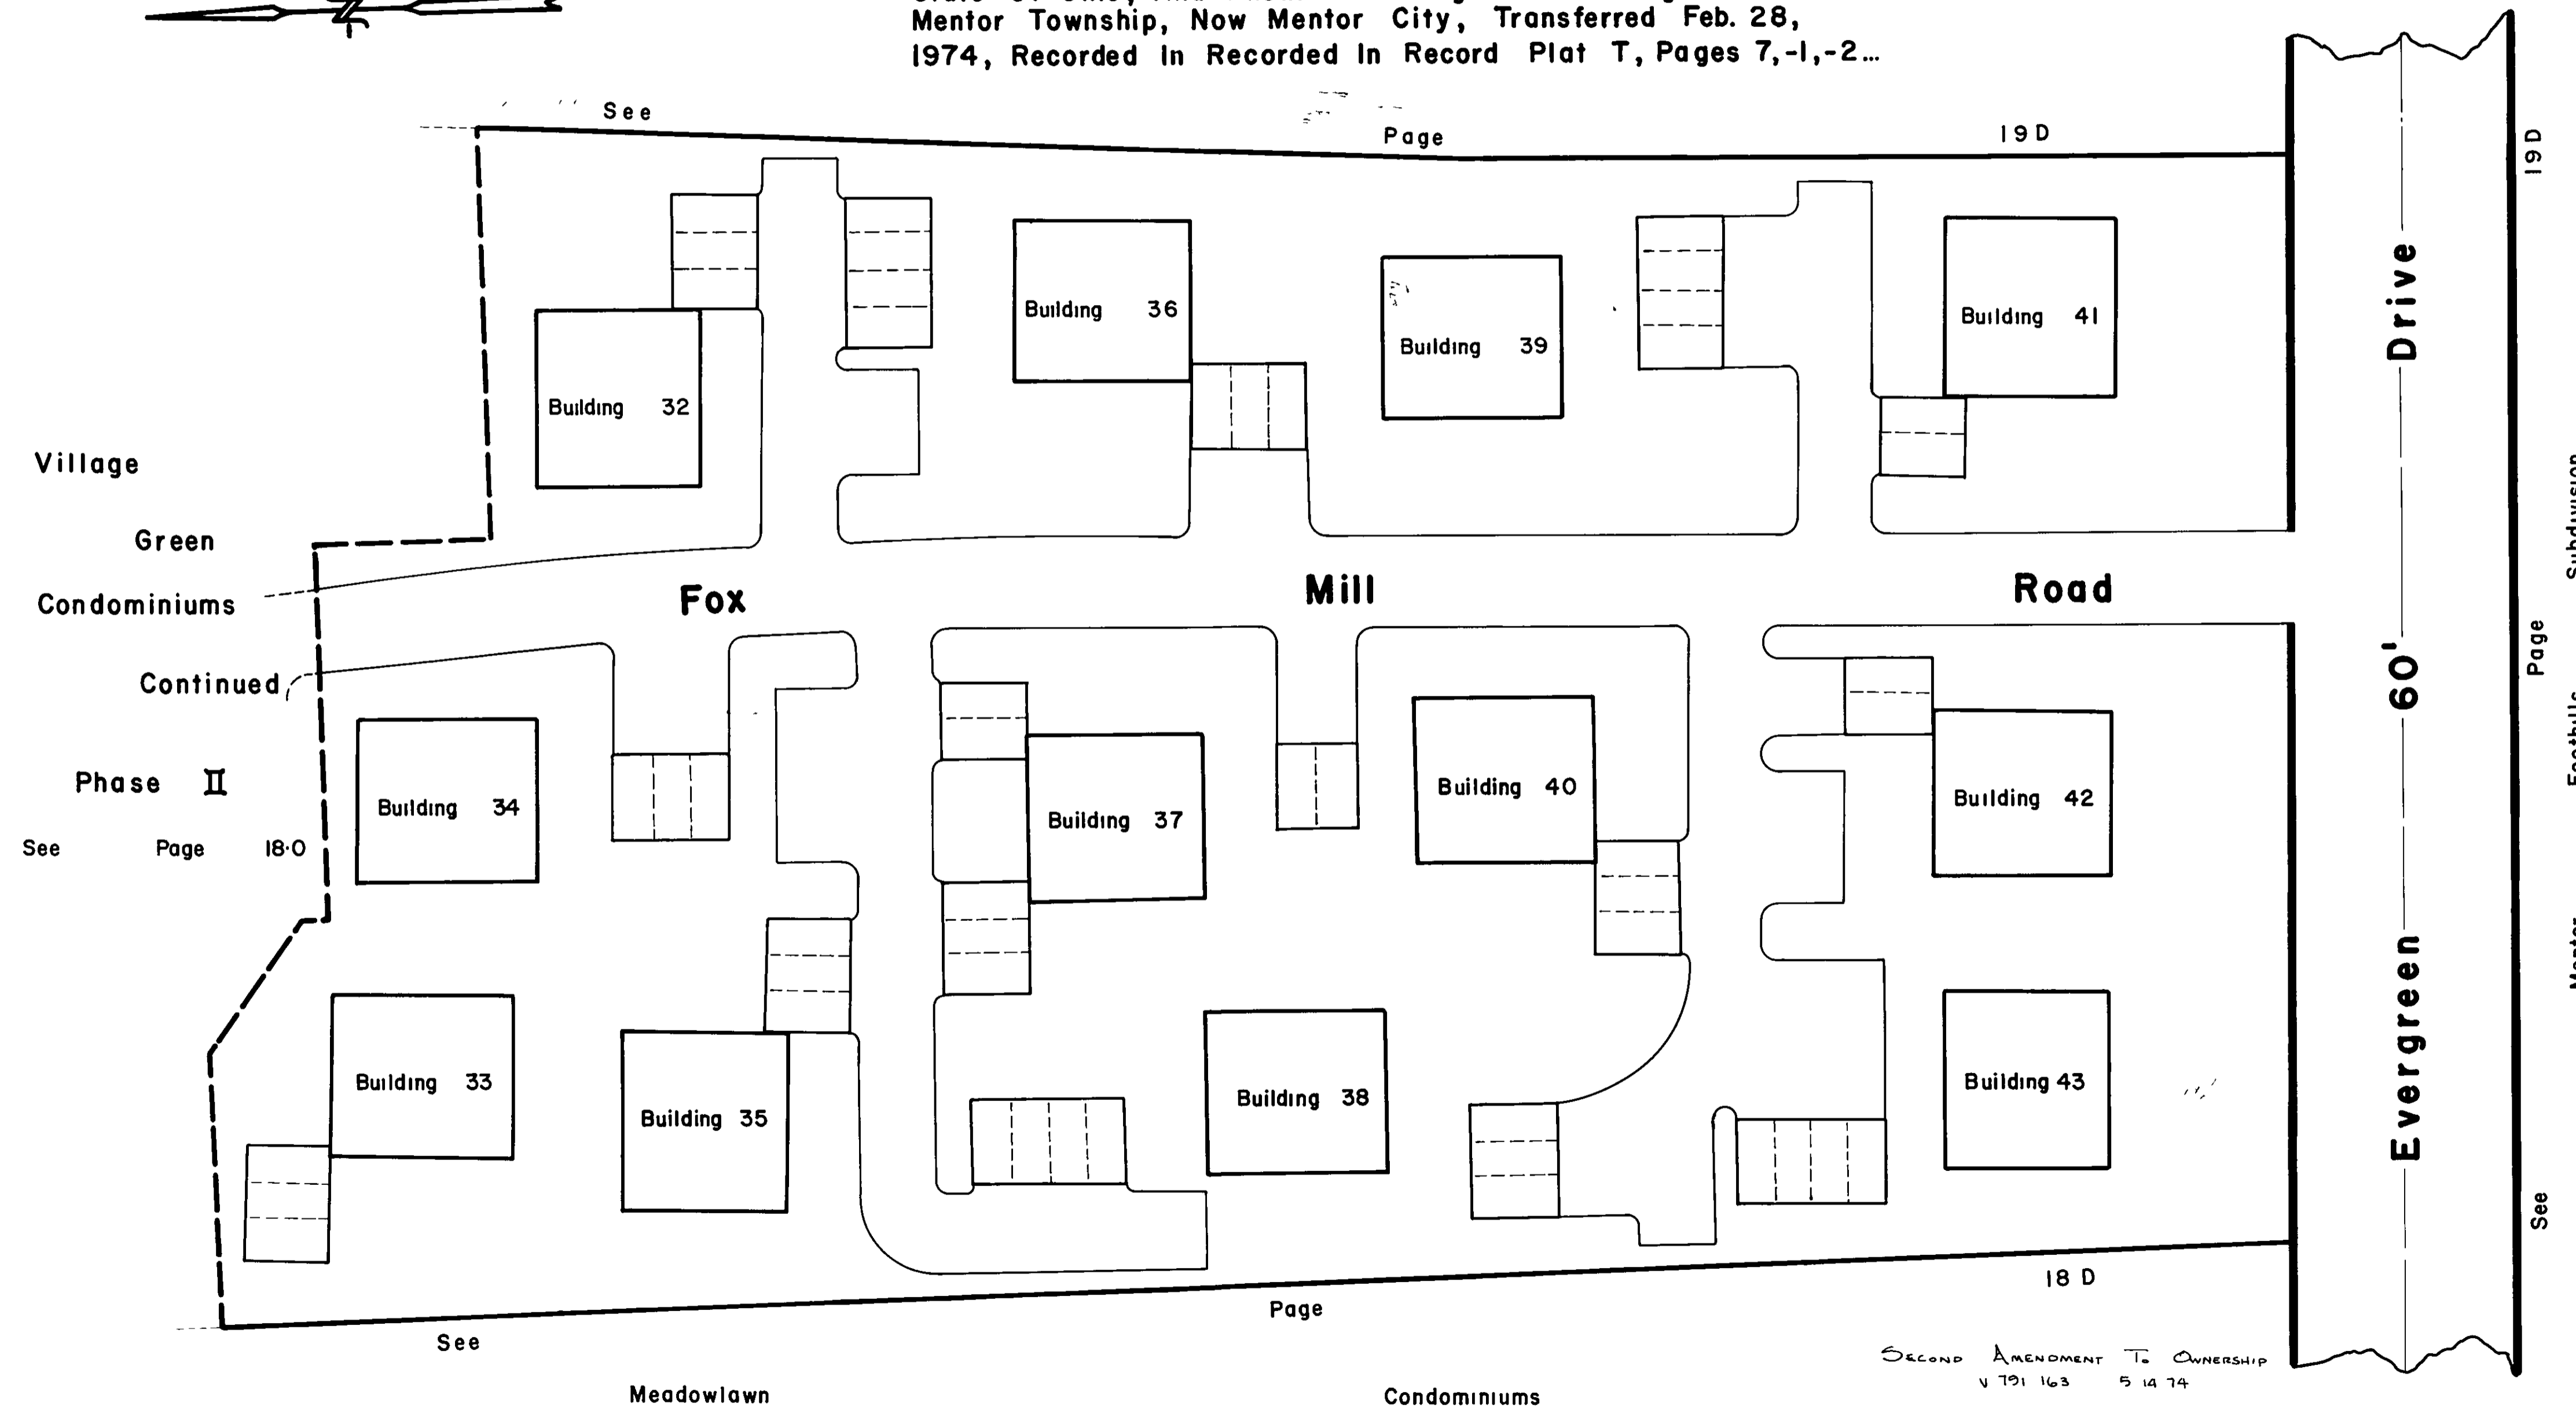 Mentor Township, Now Mentor City, Transferred Feb. 28,
1974, Recorded In Recorded In Record Plat T, Pages 7,-1,-2...
See Page 19D
19D
Building 36
Building 41
Building 39
Building 32
Drive
Village
Green
Condominiums
Continued
Phase II
See Page 18·0
Fox Mill Road
Subdivision
Page
60'
Building 34
Building 40
Building 42
Building 37
Foothills
Mentor
Building 33
Building 43
Building 38
Building 35
Evergreen
See
18 D
Page
See
Second Amendment To Ownership
V 791 163 5 14 74
Meadowlawn Condominiums